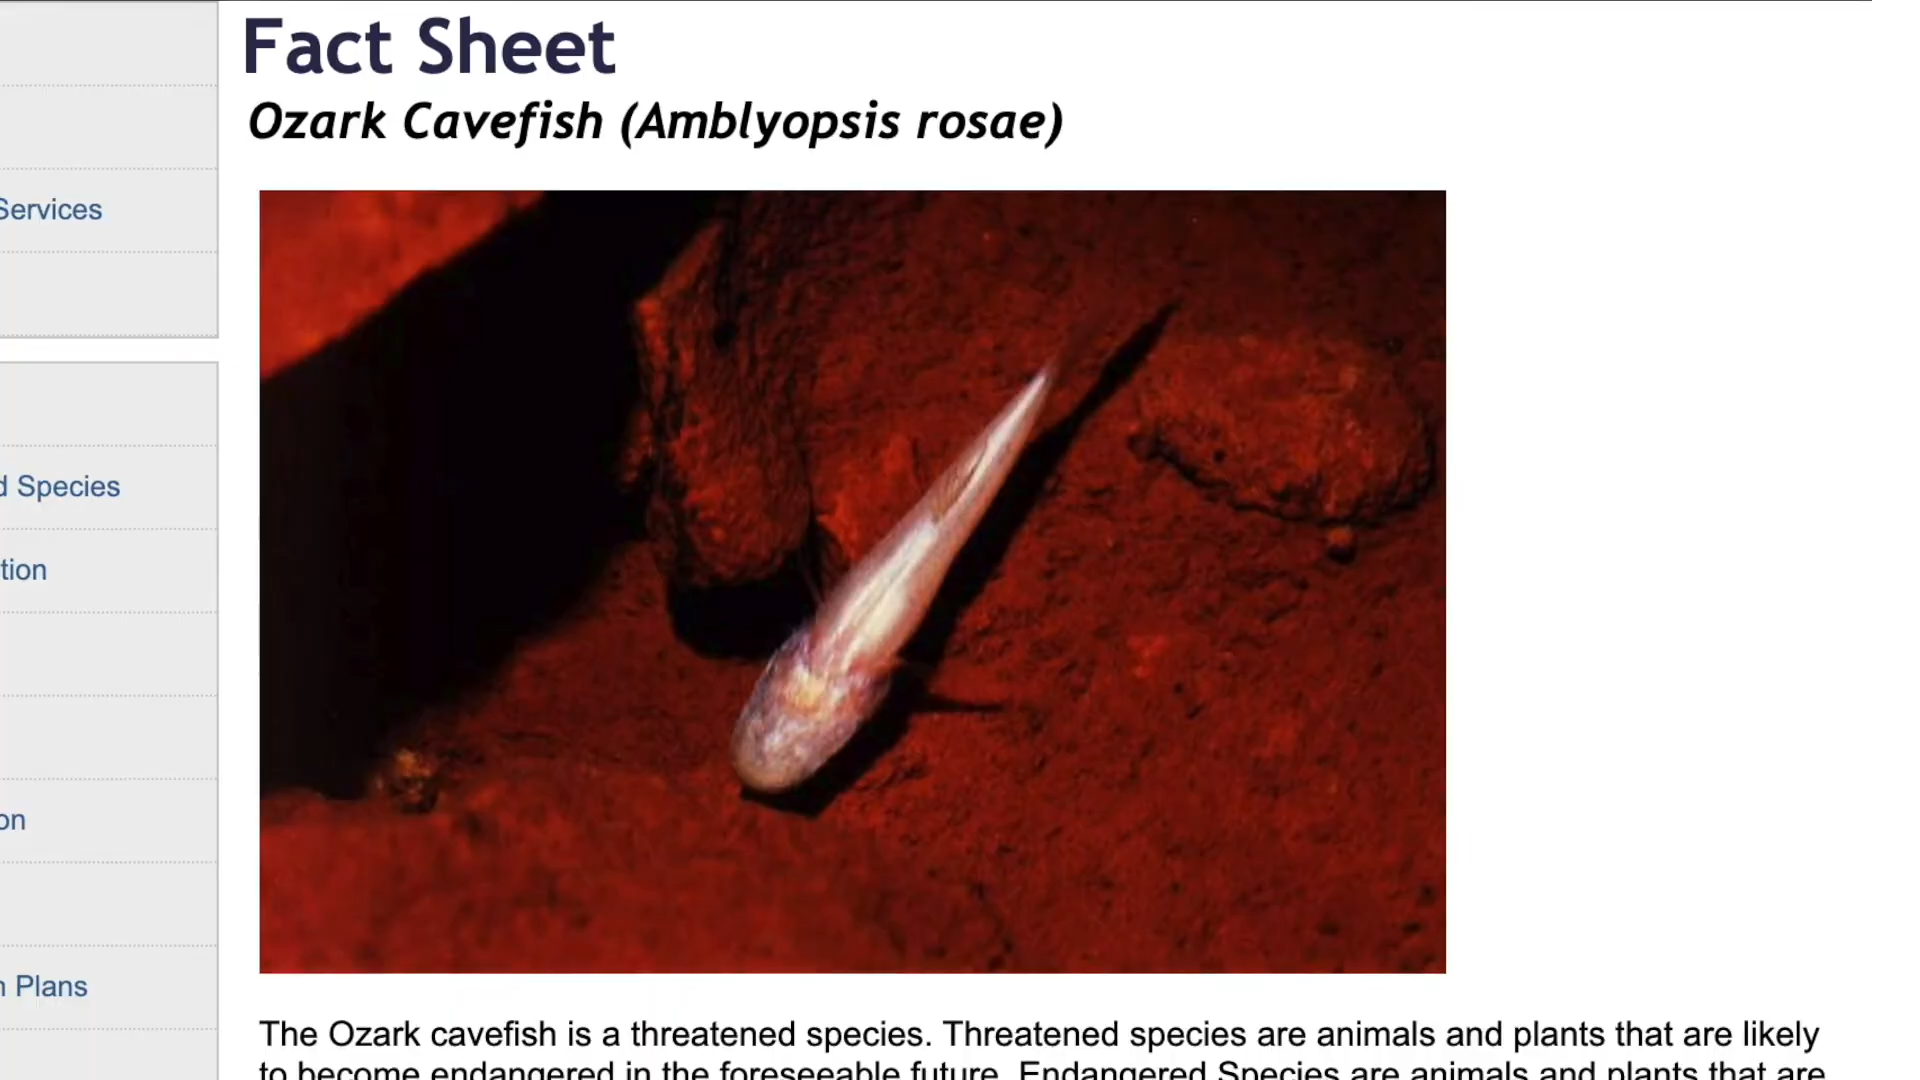 Fact Sheet
Ozark Cavefish (Amblyopsis rosae)
Services
d Species
tion
on
n Plans
The Ozark cavefish is a threatened species. Threatened species are animals and plants that are likely
to become endangered in the foreseeable future. Endangered Species are animals and plants that are